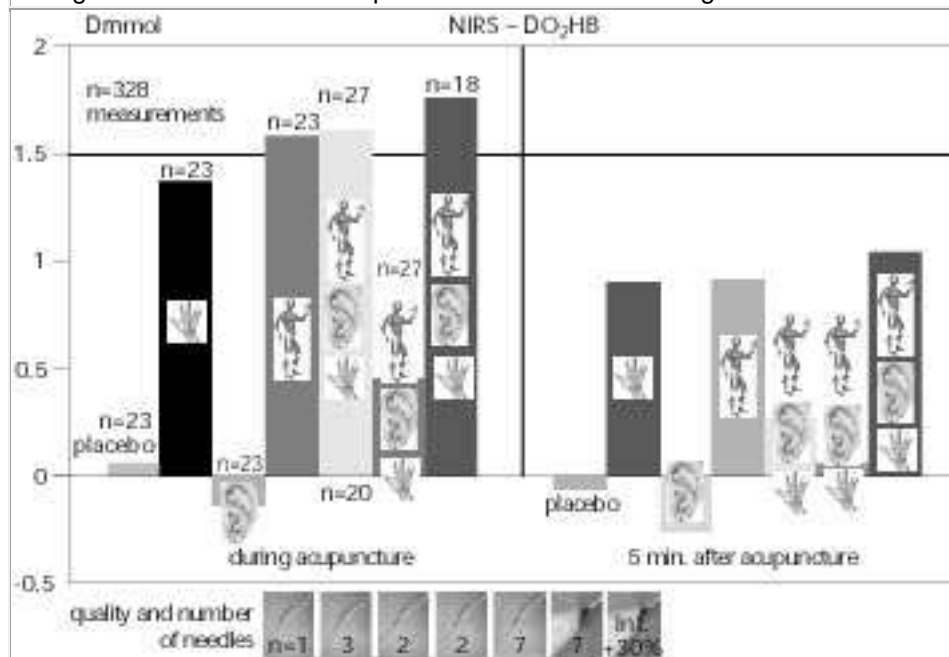 Dmmol
NIRS – DO₂HB
2
n=328
measurements
n=27
n=18
n=23
1.5
n=23
1
n=27
0.5
n=23
placebo
n=23
0
n=20
placebo
during acupuncture
5 min. after acupuncture
-0.5
quality and number
of needles
n=1 3 2 2 7 7 +30%